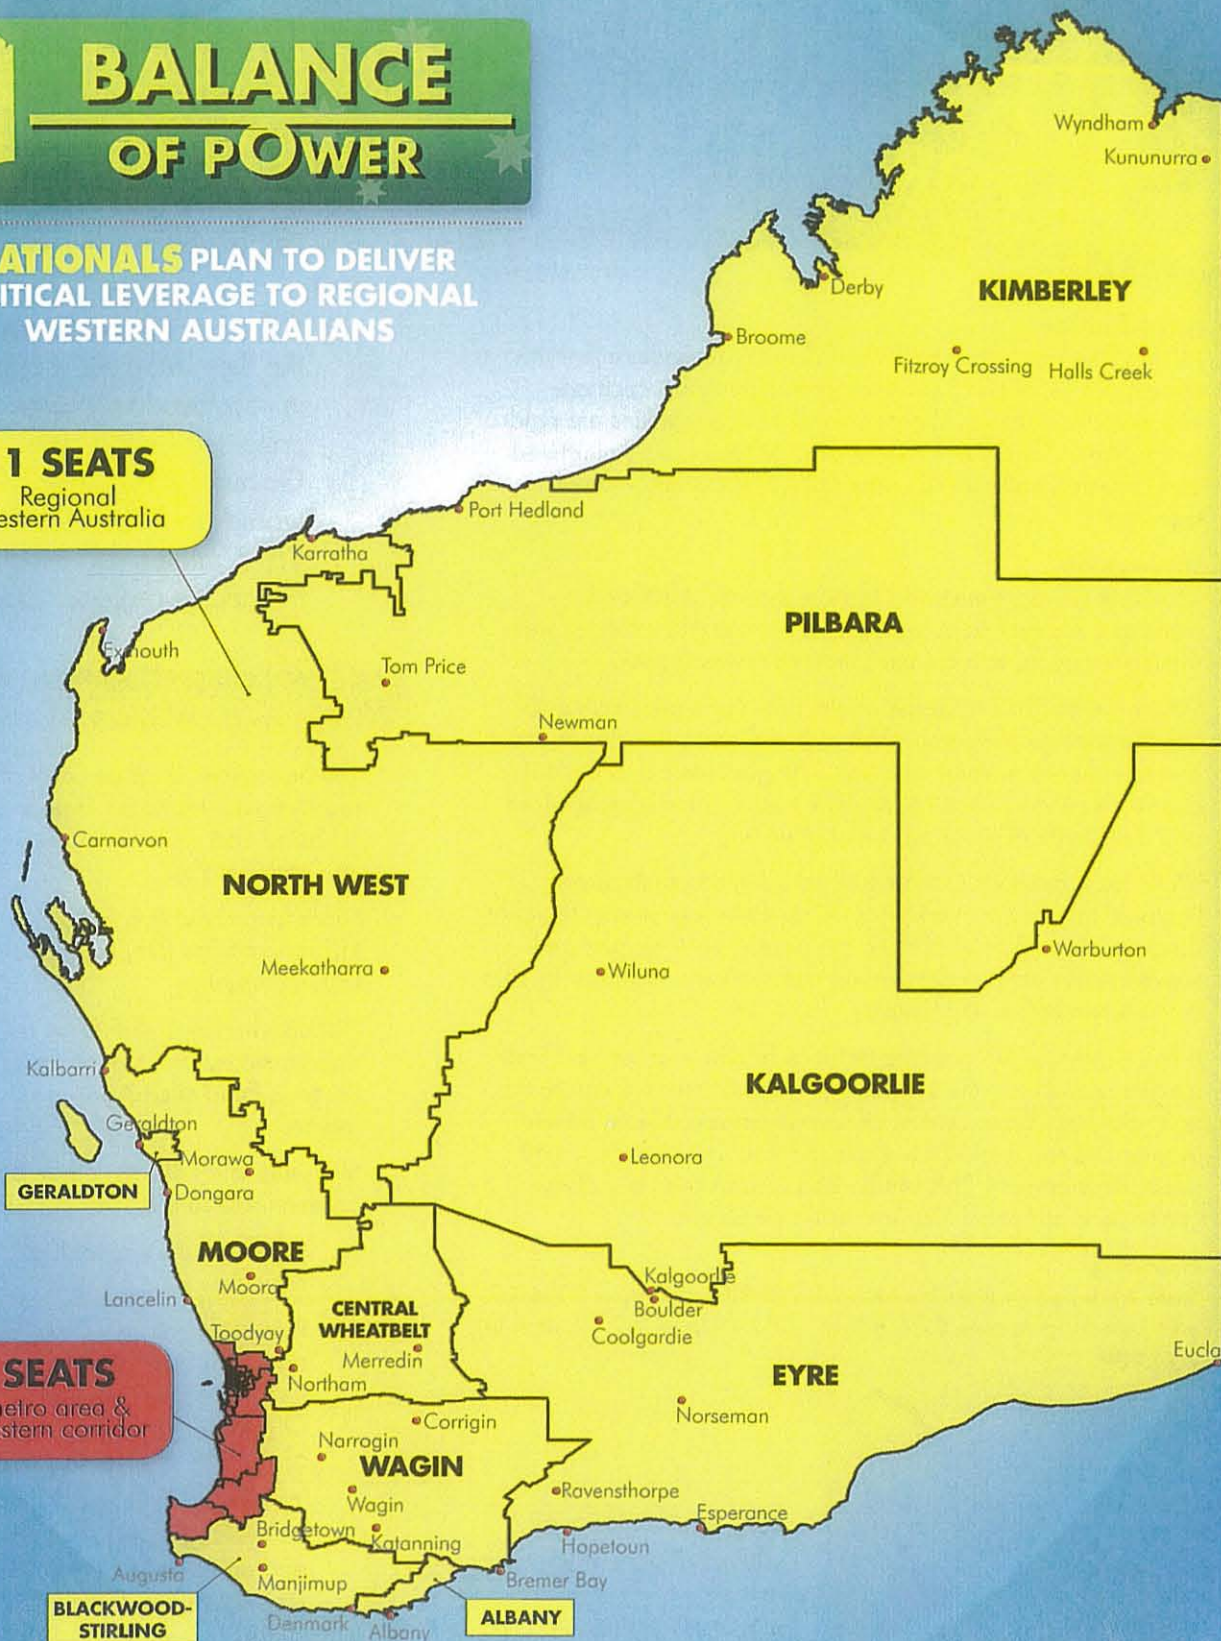 BALANCE
OF POWER
ATIONALS PLAN TO DELIVER
ITICAL LEVERAGE TO REGIONAL
WESTERN AUSTRALIANS
1 SEATS
Regional
estern Australia
Wyndham
Kununurra
Derby
KIMBERLEY
Broome
Fitzroy Crossing
Halls Creek
Port Hedland
Karratha
PILBARA
Exmouth
Tom Price
Newman
Carnarvon
NORTH WEST
Warburton
Meekatharra
Wiluna
Kalbarri
KALGOORLIE
Geraldton
Morawa
Leonora
GERALDTON
Dongara
MOORE
Moora
Kalgoorlie
Lancelin
CENTRAL
WHEATBELT
Boulder
Toodyay
Coolgardie
Merredin
Eucla
SEATS
etro area &
stern corridor
Northam
EYRE
Corrigin
Norseman
Narrogin
WAGIN
Wagin
Ravensthorpe
Esperance
Bridgetown
Katanning
Hopetoun
Augusta
Manjimup
Bremer Bay
BLACKWOOD-
STIRLING
Denmark
Albany
ALBANY